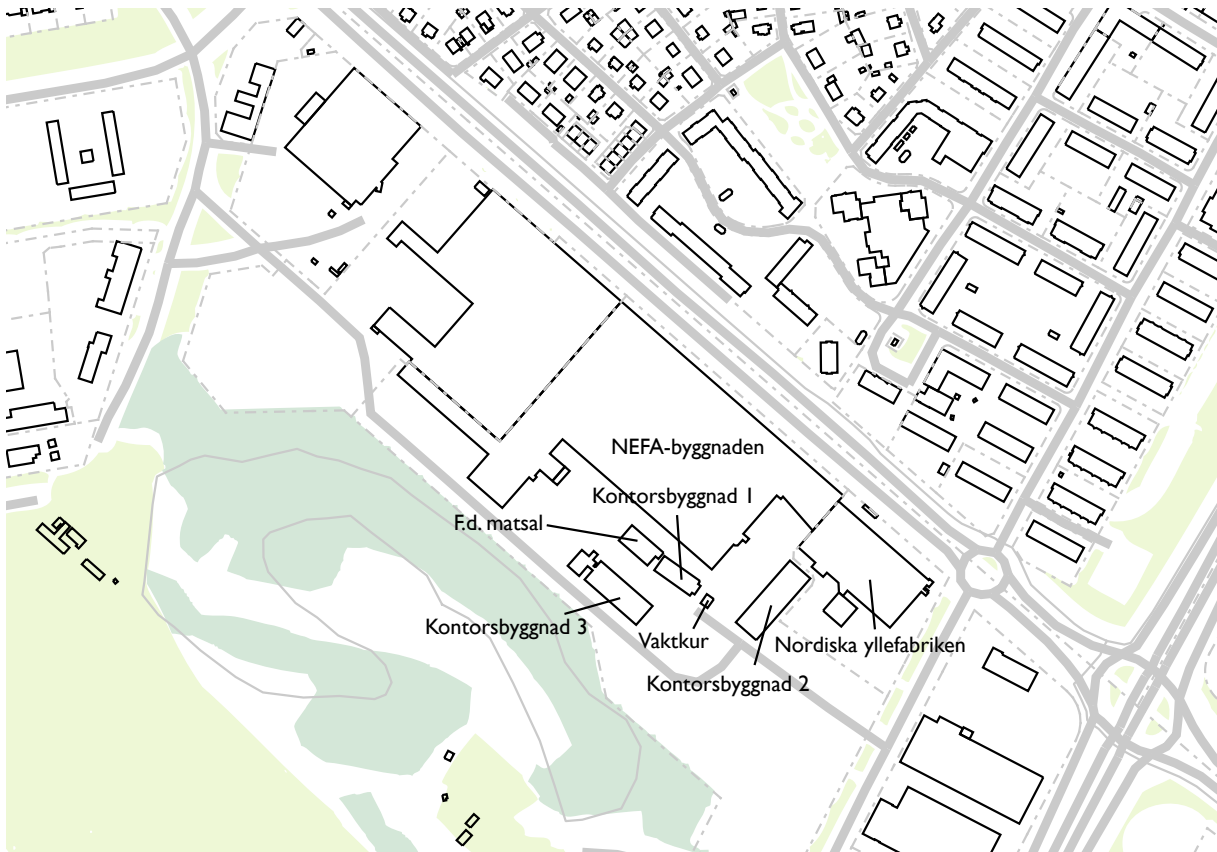 NEFA-byggnaden
Kontorsbyggnad 1
F.d. matsal
Kontorsbyggnad 3
Vaktkur
Nordiska yllefabriken
Kontorsbyggnad 2